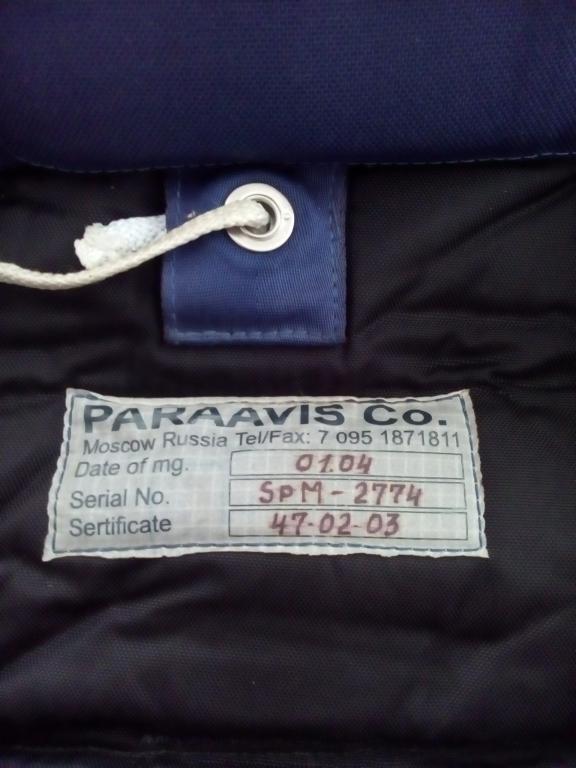 PARAAVIS Co.
Moscow Russia Tel/Fax: 7 095 1871811
Date of mg. 01.04
Serial No. SPM-2774
Sertificate 47-02-03